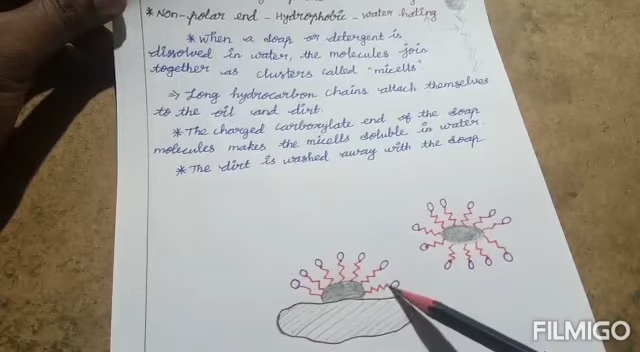 * Non-polar end - Hydrophobic - water hating
* When a soap or detergent is
dissolved in water, the molecules join
together as clusters called "micells".
⇒ Long hydrocarbon chains attach themselves
to the oil and dirt.
* The charged carboxylate end of the soap
molecules makes the micells soluble in water.
* The dirt is washed away with the soap.
FILMIGO